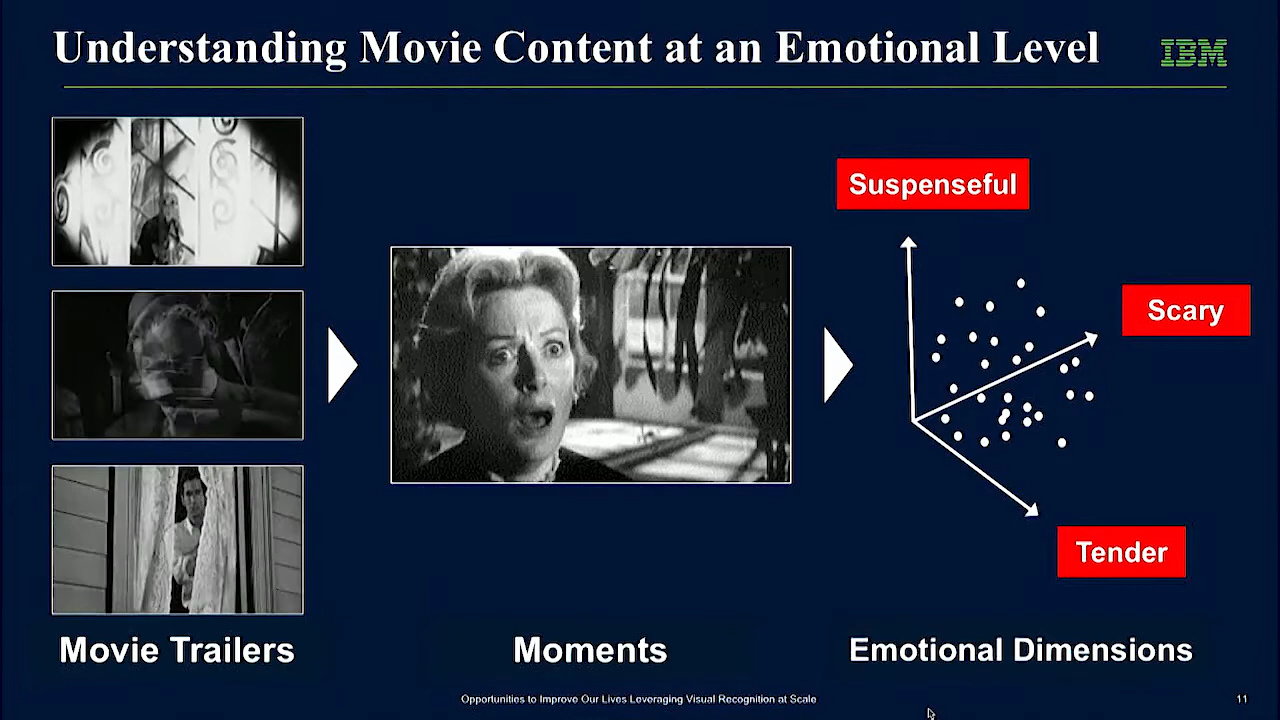 Understanding Movie Content at an Emotional Level
IBM
Suspenseful
Scary
Tender
Movie Trailers
Moments
Emotional Dimensions
Opportunities to Improve Our Lives Leveraging Visual Recognition at Scale
11